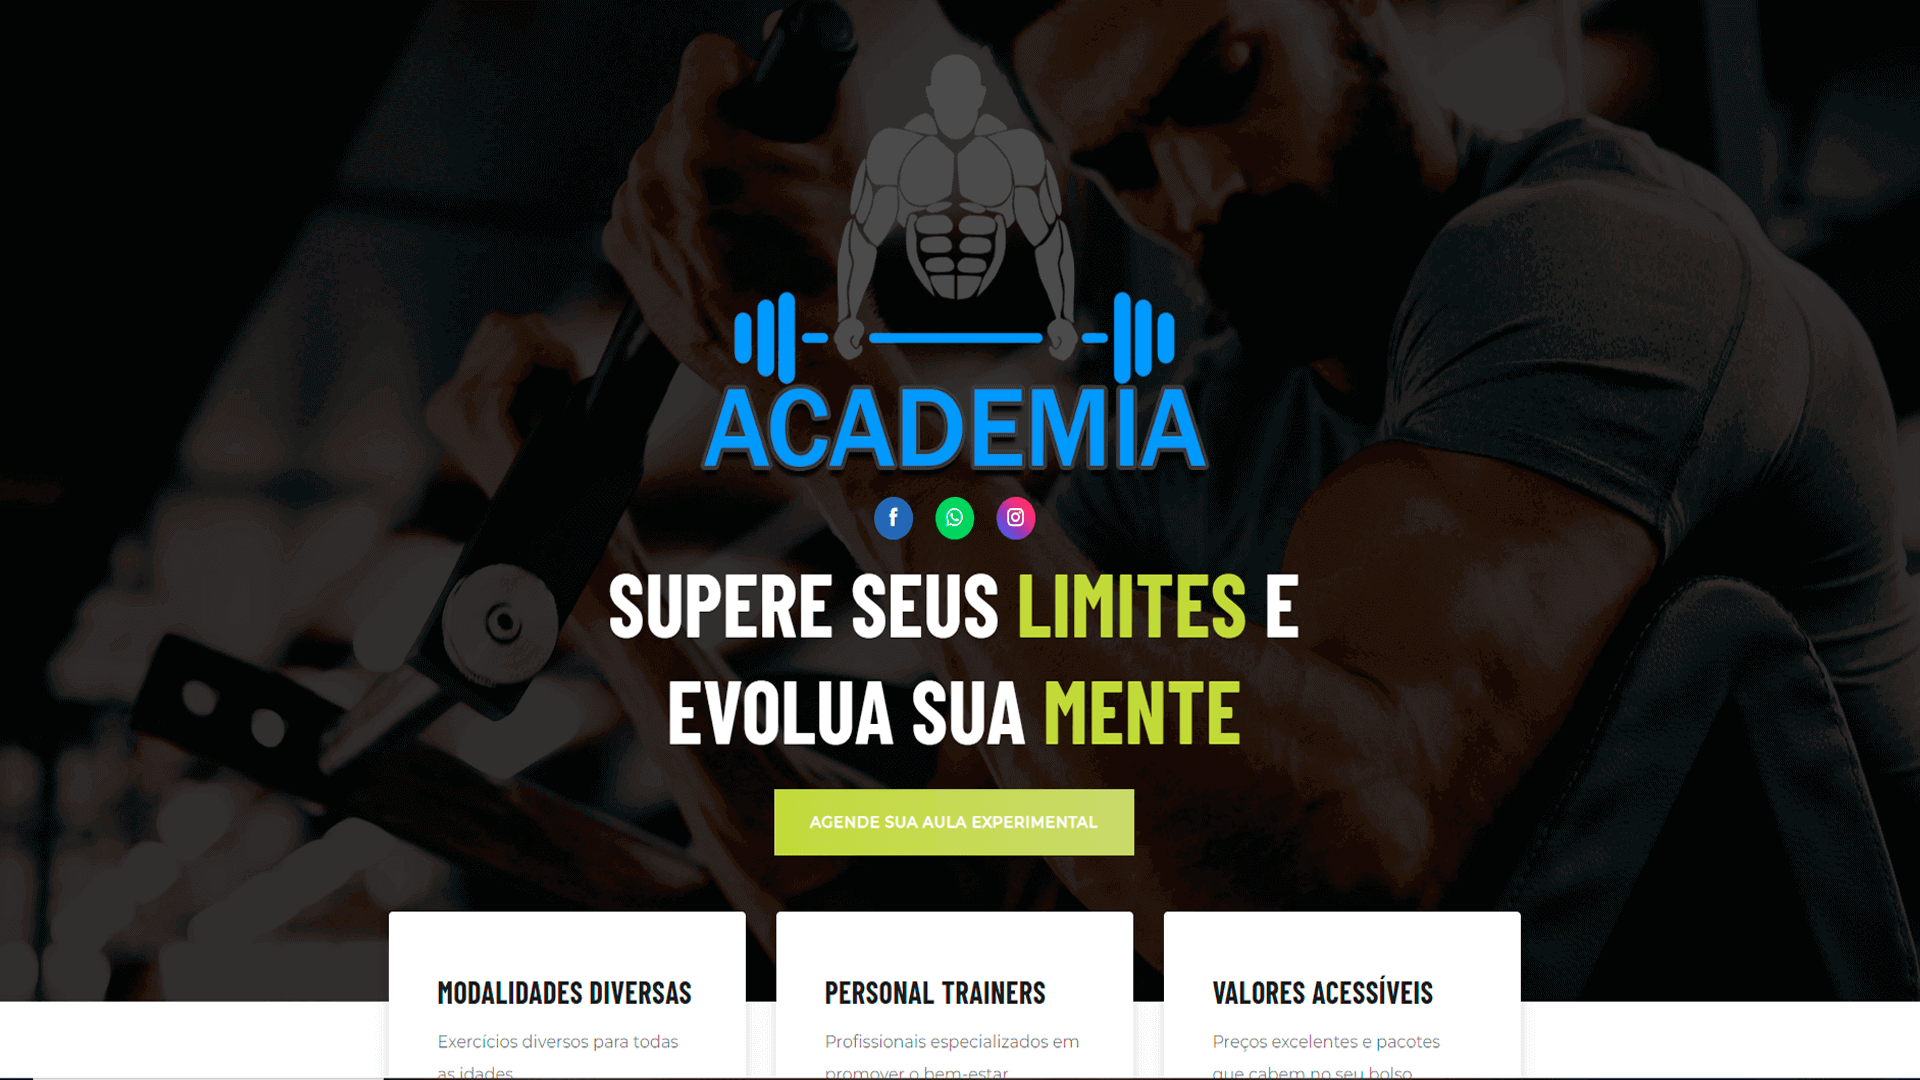 ACADEMIA
SUPERE SEUS LIMITES E
EVOLUA SUA MENTE
AGENDE SUA AULA EXPERIMENTAL
MODALIDADES DIVERSAS
Exercícios diversos para todas
as idades
PERSONAL TRAINERS
Profissionais especializados em
promover o bem-estar
VALORES ACESSÍVEIS
Preços excelentes e pacotes
que cabem no seu bolso